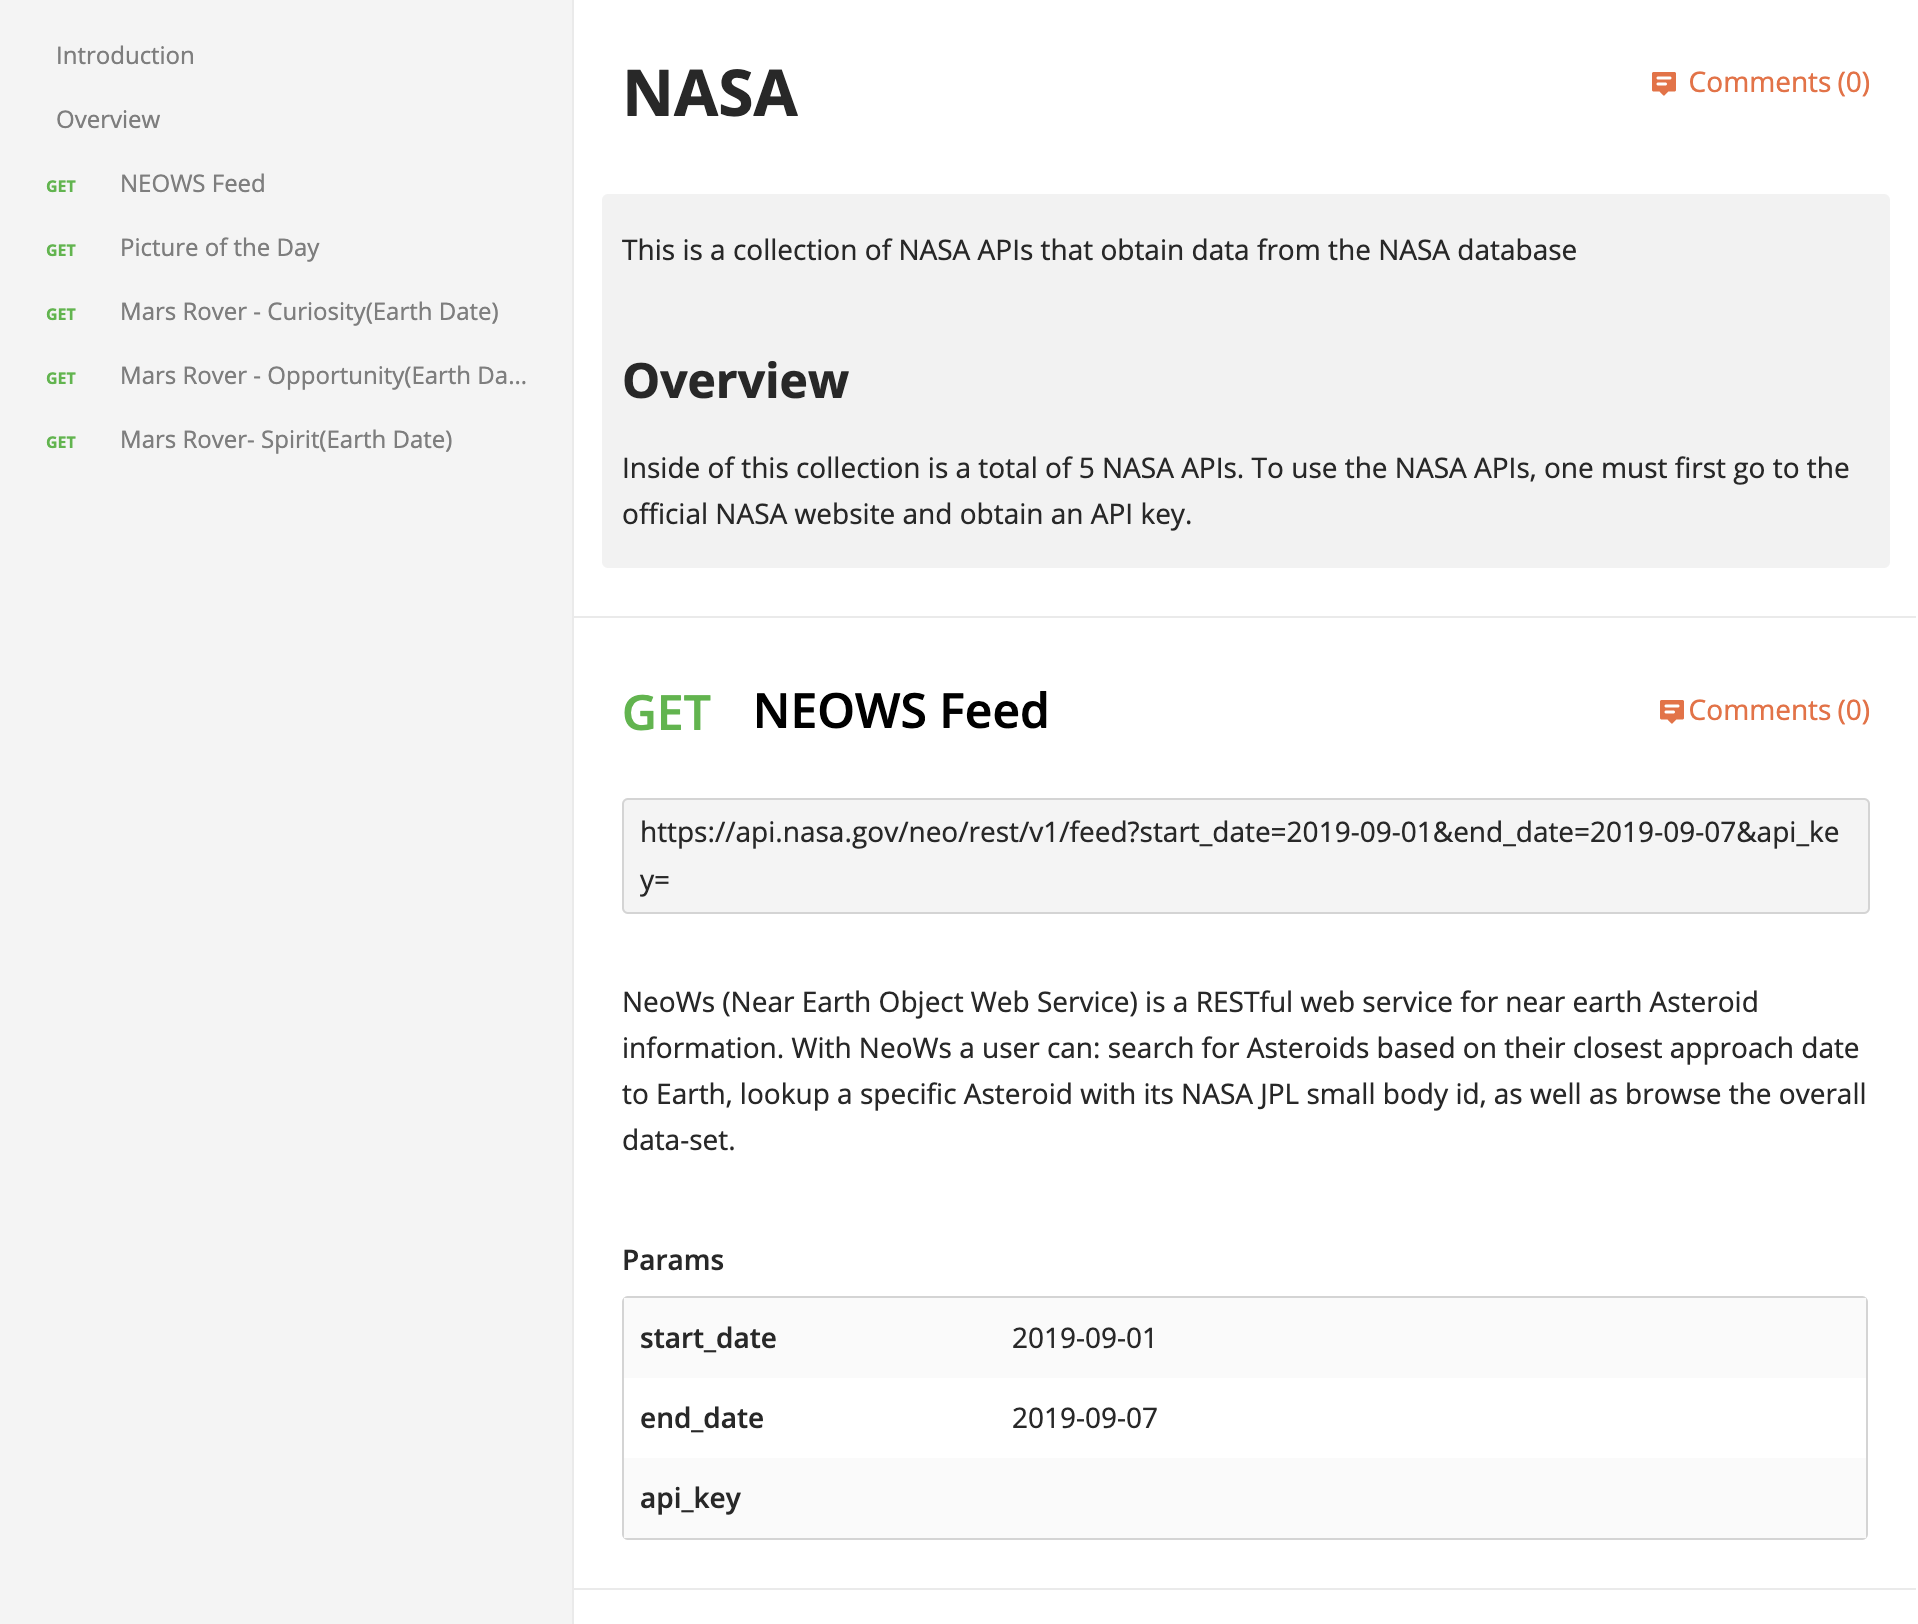 Introduction
Overview
GET NEOWS Feed
GET Picture of the Day
GET Mars Rover - Curiosity(Earth Date)
GET Mars Rover - Opportunity(Earth Da...
GET Mars Rover- Spirit(Earth Date)
NASA
Comments (0)
This is a collection of NASA APIs that obtain data from the NASA database
Overview
Inside of this collection is a total of 5 NASA APIs. To use the NASA APIs, one must first go to the
official NASA website and obtain an API key.
GET NEOWS Feed
Comments (0)
https://api.nasa.gov/neo/rest/v1/feed?start_date=2019-09-01&end_date=2019-09-07&api_ke
y=
NeoWs (Near Earth Object Web Service) is a RESTful web service for near earth Asteroid
information. With NeoWs a user can: search for Asteroids based on their closest approach date
to Earth, lookup a specific Asteroid with its NASA JPL small body id, as well as browse the overall
data-set.
Params
start_date 2019-09-01
end_date 2019-09-07
api_key